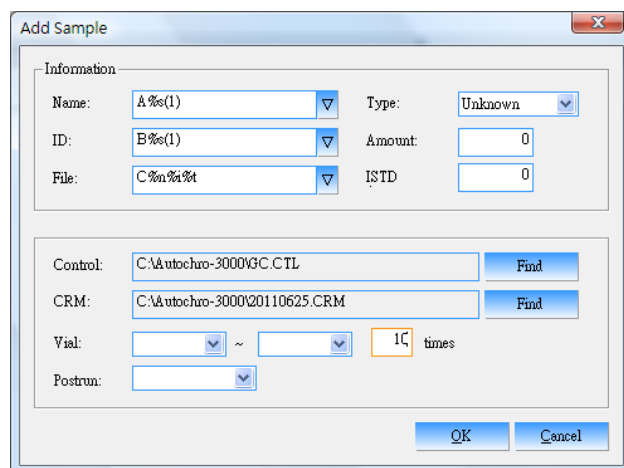 Add Sample
Information
Name: A%s(1) Type: Unknown
ID: B%s(1) Amount: 0
File: C%n%i%t ISTD 0
Control: C:\Autochro-3000\GC.CTL Find
CRM: C:\Autochro-3000\20110625.CRM Find
Vial: ~ times
Postrun:
OK Cancel